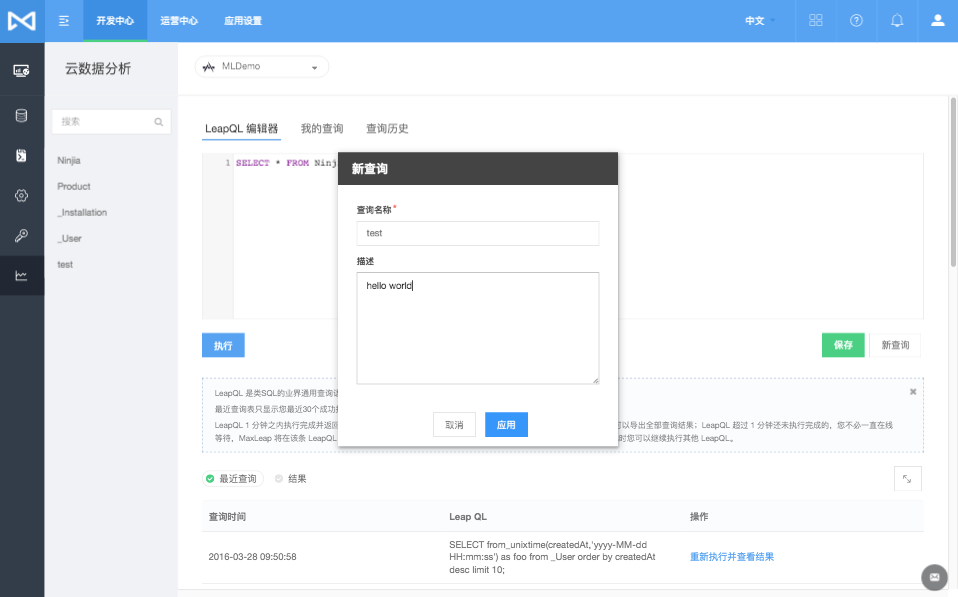 开发中心
运营中心
应用设置
中文
云数据分析
MLDemo
搜索
Ninjia
Product
_Installation
_User
test
LeapQL 编辑器
我的查询
查询历史
1 SELECT * FROM Ninj
新查询
查询名称*
test
描述
hello world
取消
应用
执行
保存
新查询
LeapQL 是类SQL的业界通用查询
最近查询表只显示您最近30个成功
LeapQL 1 分钟之内执行完成并返回
以导出全部查询结果；LeapQL 超过 1 分钟还未执行完成的，您不必一直在线
等待，MaxLeap 将在该条 LeapQL
时您可以继续执行其他 LeapQL。
最近查询
结果
查询时间
Leap QL
操作
2016-03-28 09:50:58
SELECT from_unixtime(createdAt,'yyyy-MM-dd
HH:mm:ss') as foo from _User order by createdAt
desc limit 10;
重新执行并查看结果